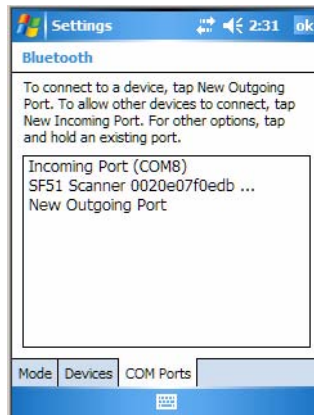 Settings 2:31 ok
Bluetooth
To connect to a device, tap New Outgoing
Port. To allow other devices to connect, tap
New Incoming Port. For other options, tap
and hold an existing port.
Incoming Port (COM8)
SF51 Scanner 0020e07f0edb ...
New Outgoing Port
Mode Devices COM Ports